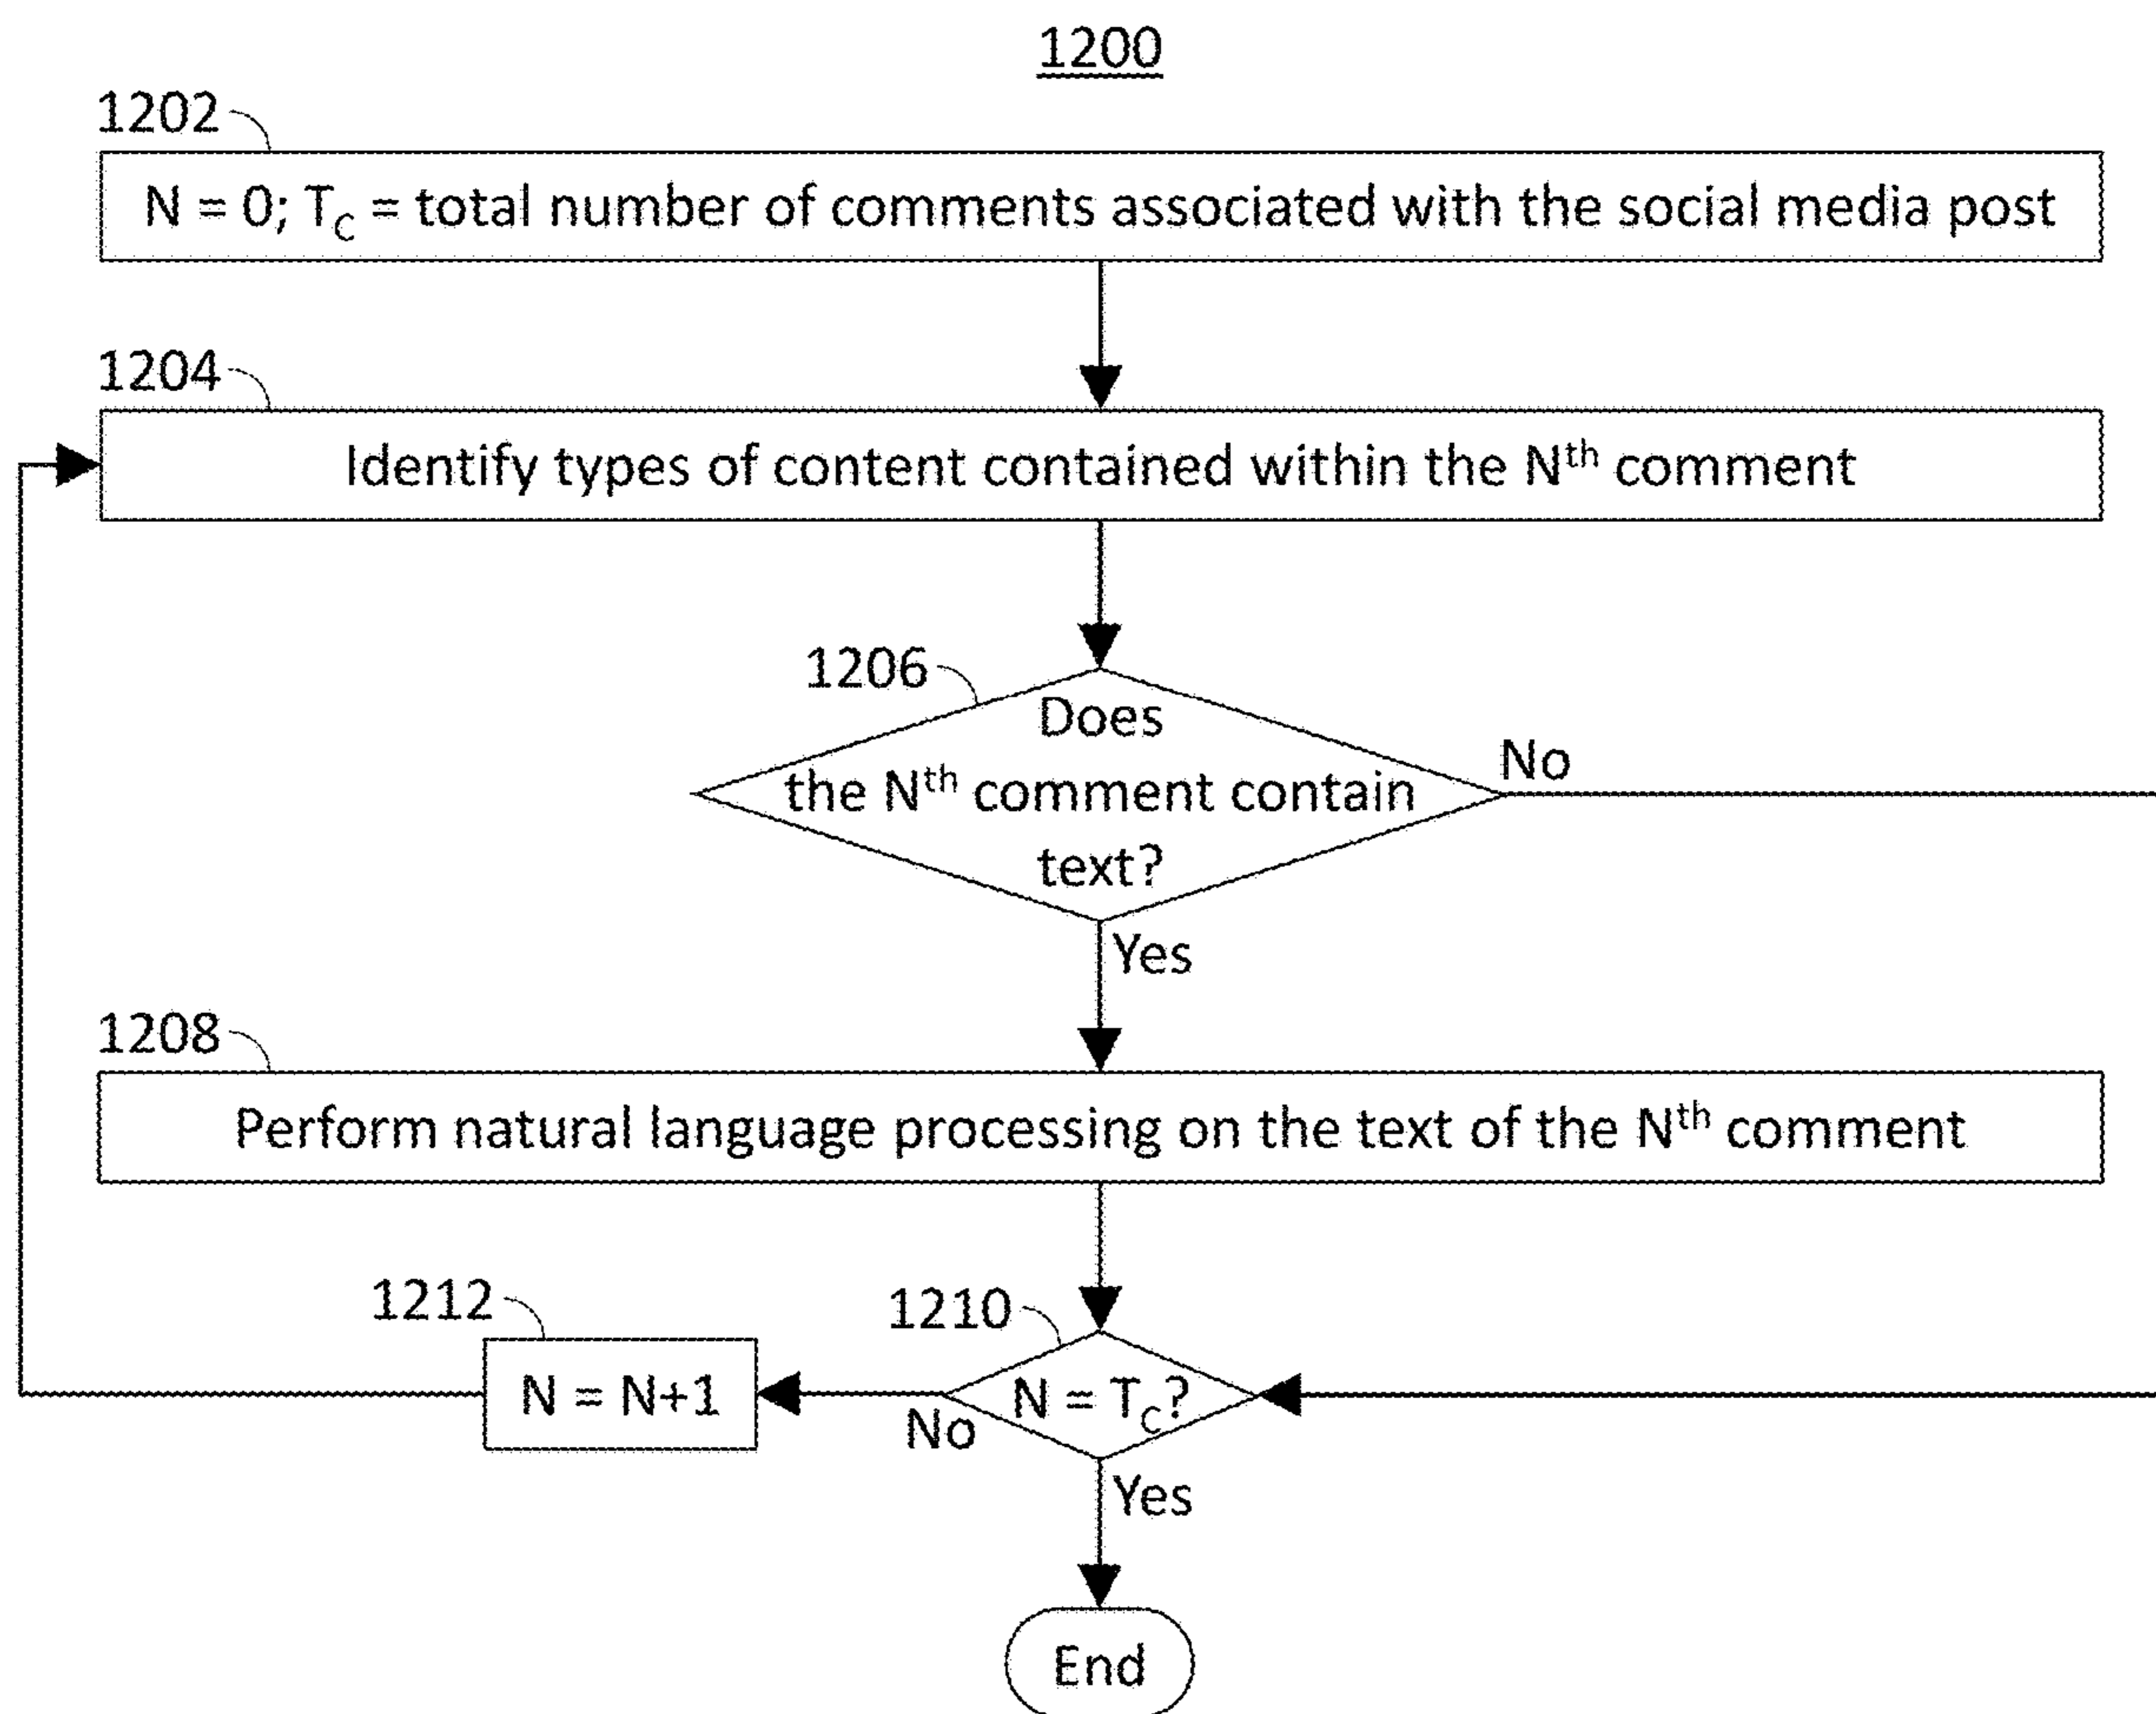 1200
1202
N = 0; T_C = total number of comments associated with the social media post
1204
Identify types of content contained within the N^th comment
1206
Does
the N^th comment contain
text?
No
Yes
1208
Perform natural language processing on the text of the N^th comment
1212
1210
N = N+1
N = T_C?
No
Yes
End